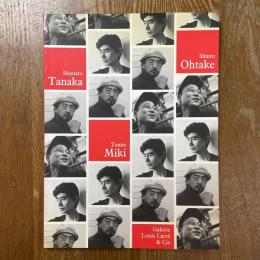 Shintaro
Tanaka
Shinro
Ohtake
Tomio
Miki
Galerie
Louis Carré
& Cie